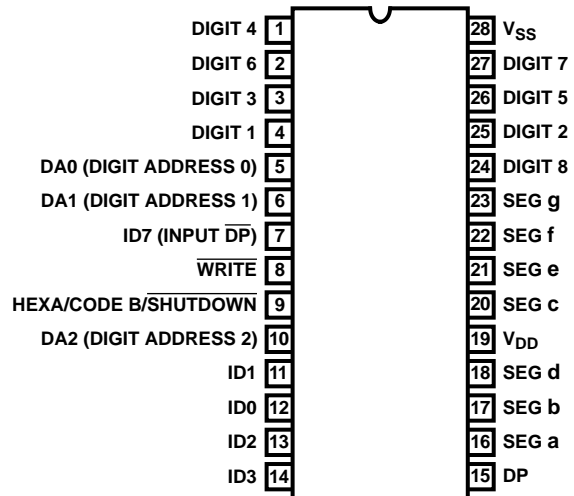 DIGIT 4 1 28 VSS
DIGIT 6 2 27 DIGIT 7
DIGIT 3 3 26 DIGIT 5
DIGIT 1 4 25 DIGIT 2
DA0 (DIGIT ADDRESS 0) 5 24 DIGIT 8
DA1 (DIGIT ADDRESS 1) 6 23 SEG g
ID7 (INPUT DP) 7 22 SEG f
WRITE 8 21 SEG e
HEXA/CODE B/SHUTDOWN 9 20 SEG c
DA2 (DIGIT ADDRESS 2) 10 19 VDD
ID1 11 18 SEG d
ID0 12 17 SEG b
ID2 13 16 SEG a
ID3 14 15 DP